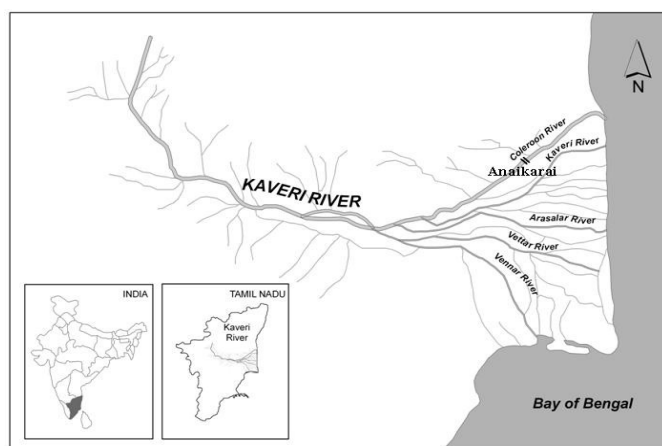 N
Coleroon River
Kaveri River
Anaikarai
KAVERI RIVER
Arasalar River
Vettar River
Vennar River
INDIA
TAMIL NADU
Kaveri
River
Bay of Bengal